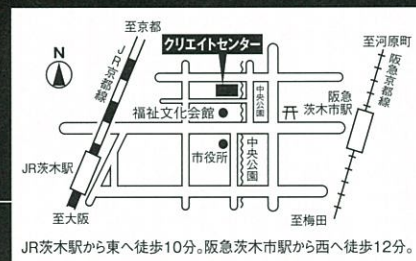 至京都
クリエイトセンター
至河原町
N
JR京都線
阪急京都線
中央公園
福祉文化会館
阪急
茨木市駅
市役所
中央公園
JR茨木駅
至大阪
至梅田
JR茨木駅から東へ徒歩10分。阪急茨木市駅から西へ徒歩12分。